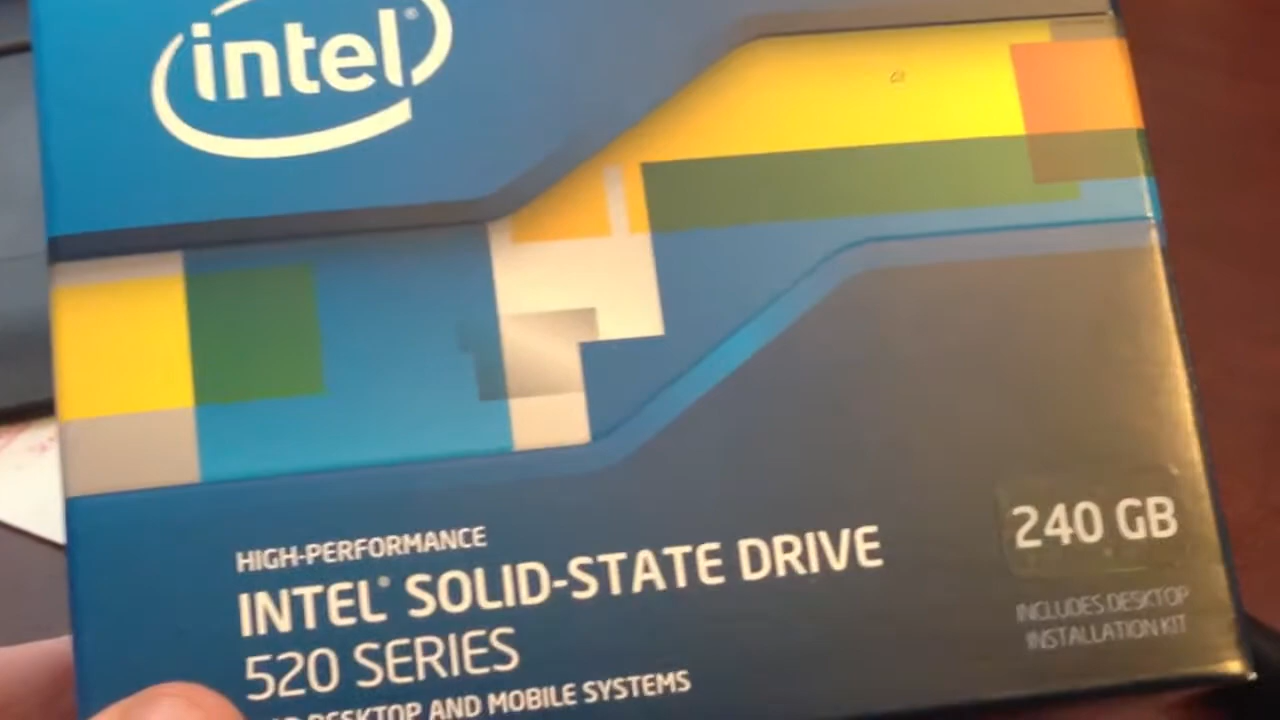 intel®
HIGH-PERFORMANCE
INTEL® SOLID-STATE DRIVE
520 SERIES
DESKTOP AND MOBILE SYSTEMS
240 GB
INCLUDES DESKTOP
INSTALLATION KIT